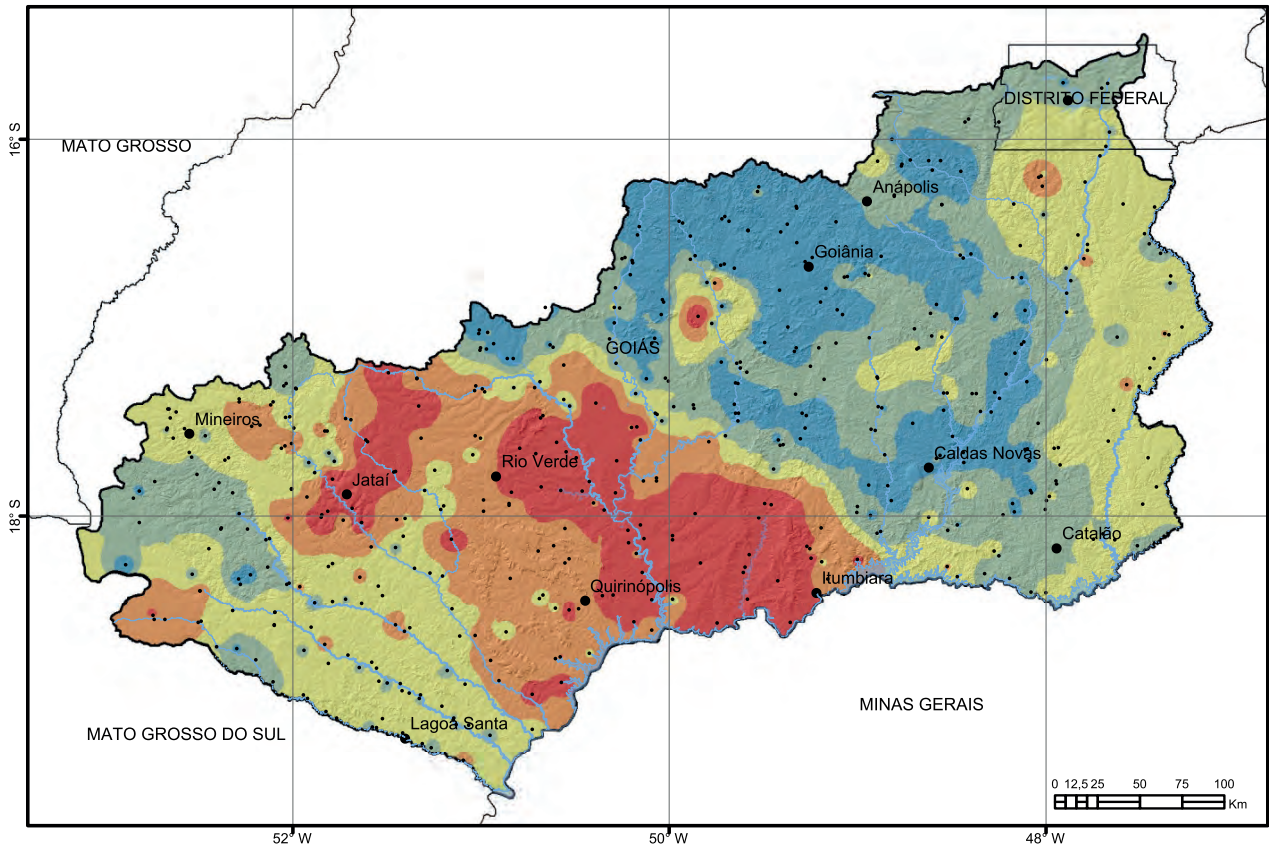 DISTRITO FEDERAL
16° S
MATO GROSSO
Anápolis
Goiânia
GOIÁS
Mineiros
Caldas Novas
Rio Verde
Jataí
18° S
Catalão
Itumbiara
Quirinópolis
MINAS GERAIS
Lagoa Santa
MATO GROSSO DO SUL
0 12,5 25 50 75 100
Km
52° W 50° W 48° W